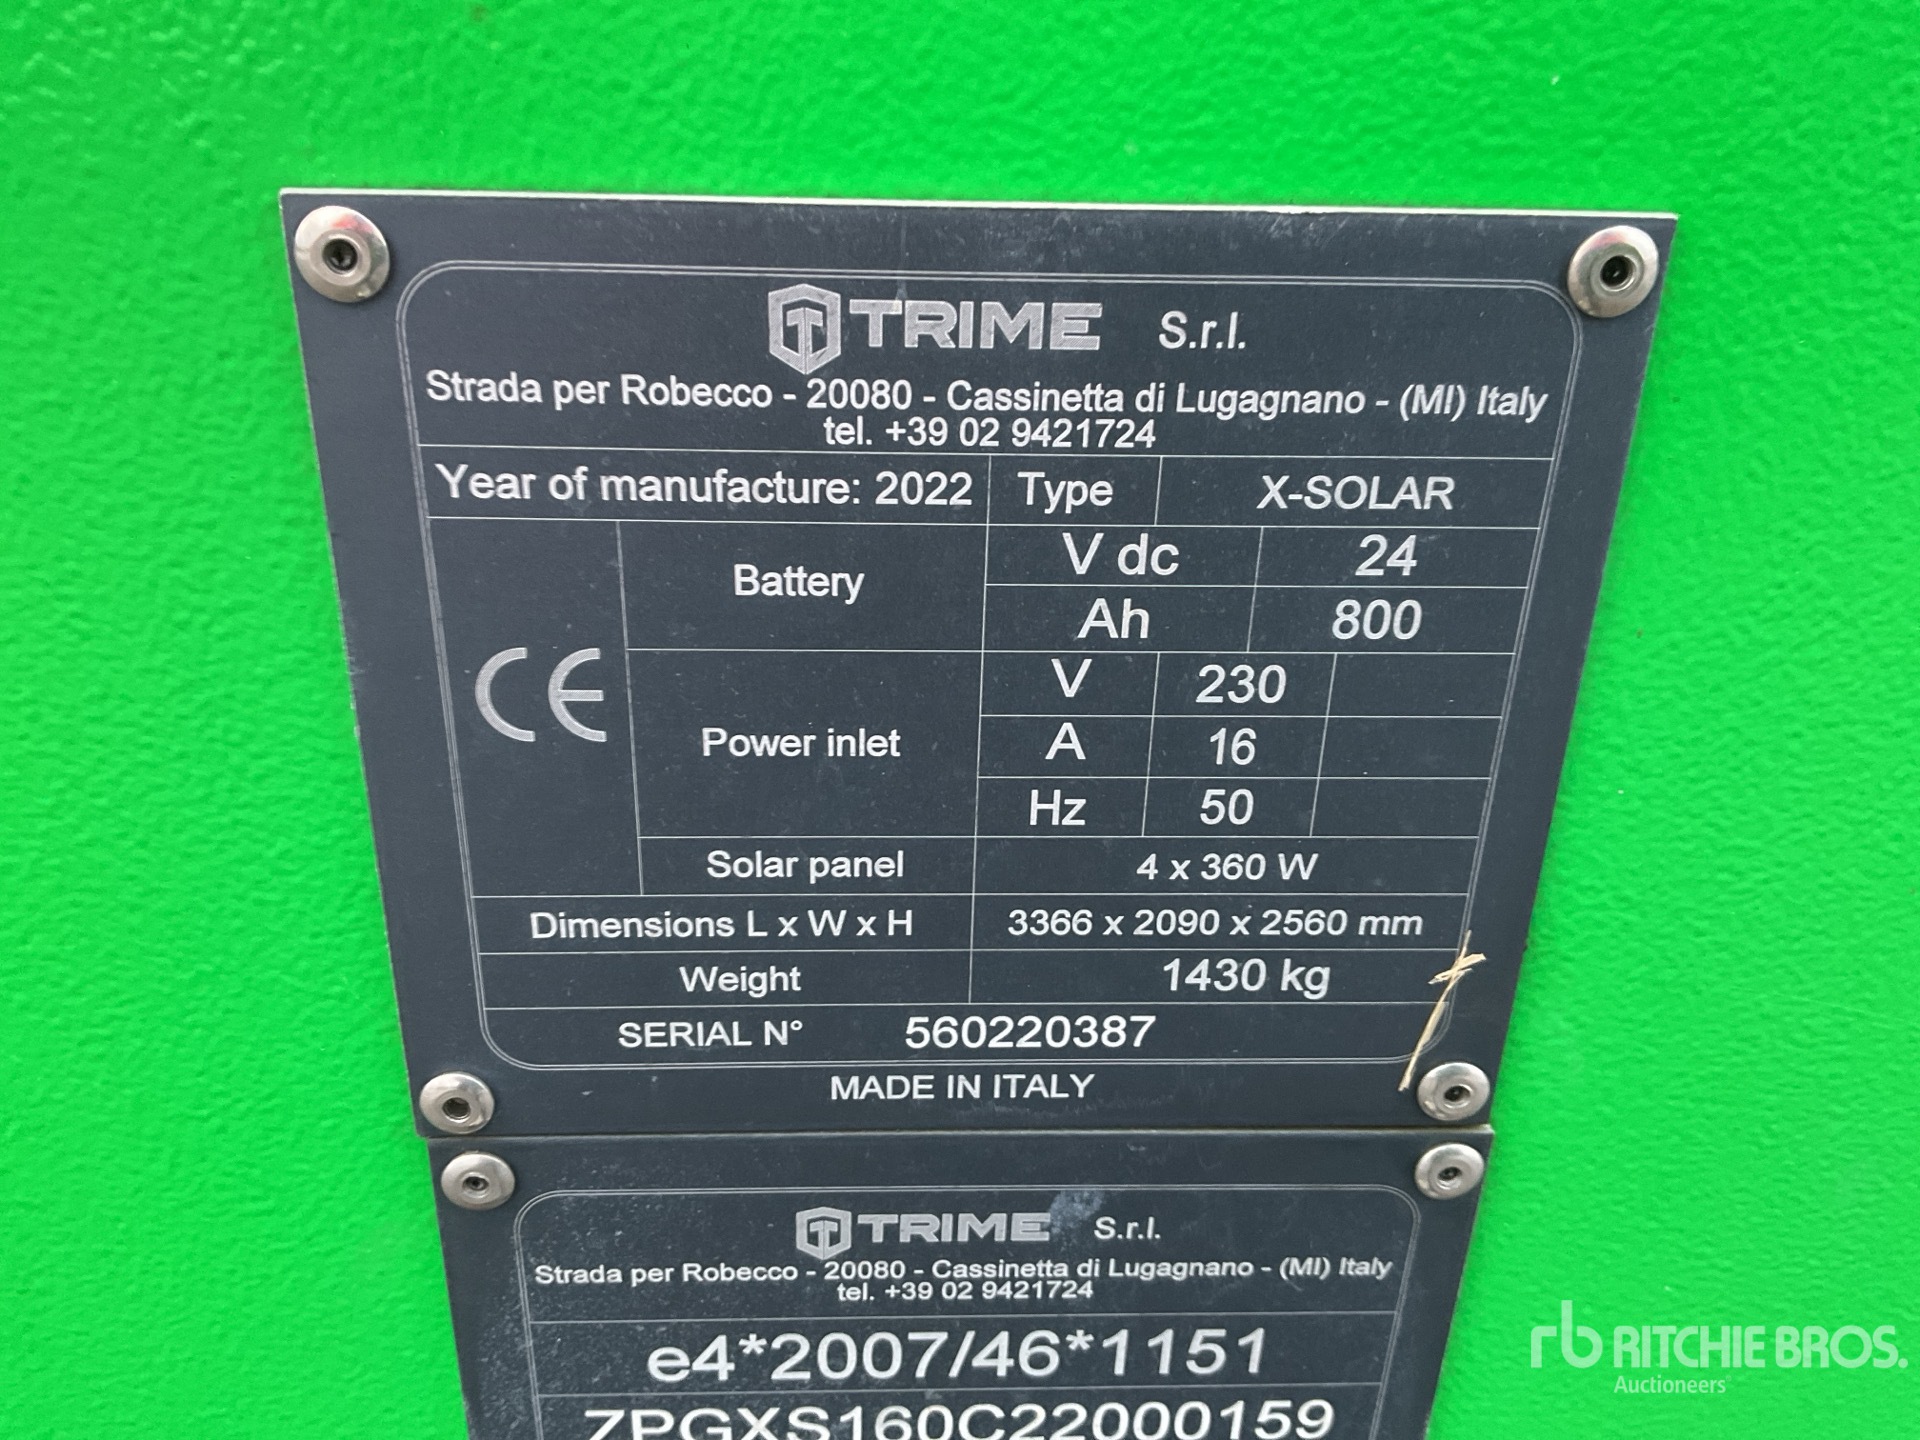 TRIME S.r.l.
Strada per Robecco - 20080 - Cassinetta di Lugagnano - (MI) Italy
tel. +39 02 9421724
Year of manufacture: 2022 Type X-SOLAR
CE
Battery
V dc 24
Ah 800
Power inlet
V 230
A 16
Hz 50
Solar panel 4 x 360 W
Dimensions L x W x H 3366 x 2090 x 2560 mm
Weight 1430 kg
SERIAL N° 560220387
MADE IN ITALY
TRIME S.r.l.
Strada per Robecco - 20080 - Cassinetta di Lugagnano - (MI) Italy
tel. +39 02 9421724
e4*2007/46*1151
ZPGXS160C22000159
rb RITCHIE BROS.
Auctioneers